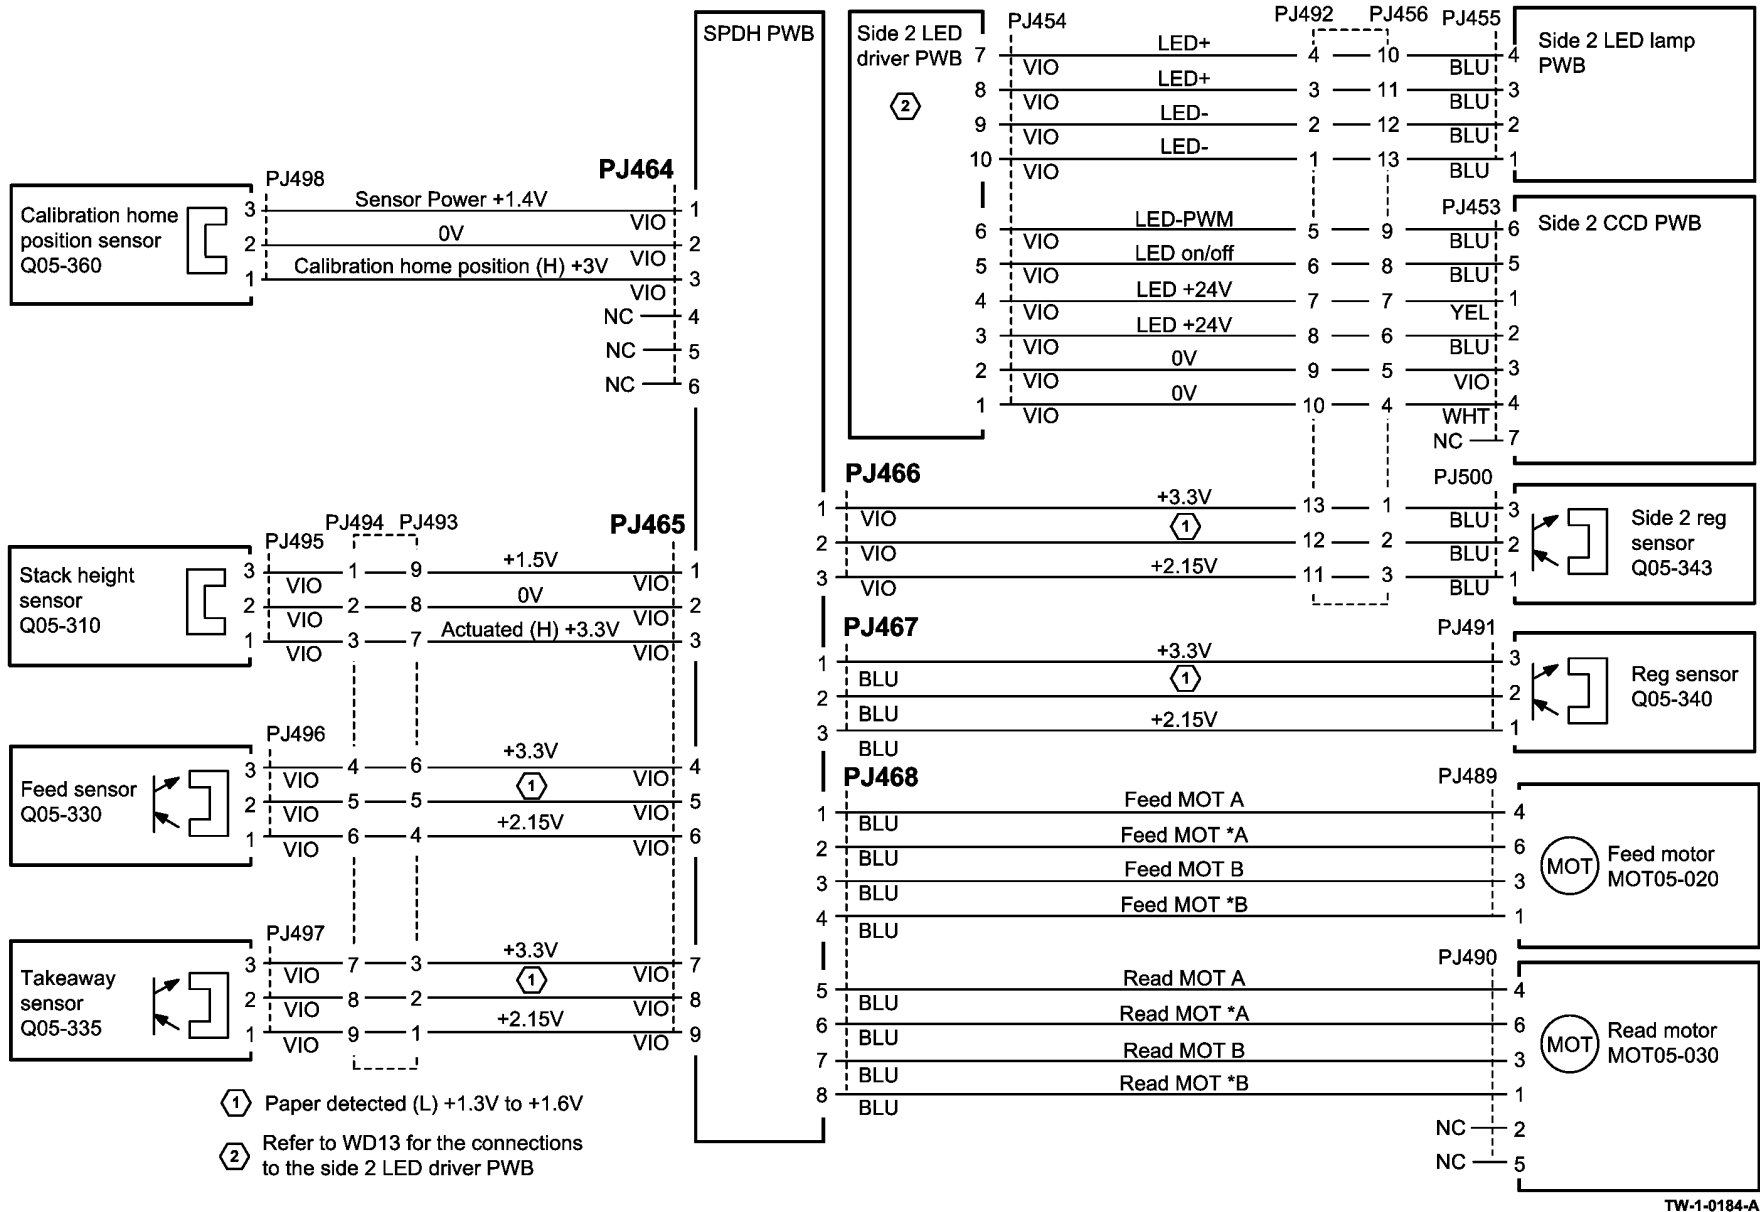 SPDH PWB
Calibration home
position sensor
Q05-360
PJ498
PJ464
3 Sensor Power +1.4V VIO 1
2 0V VIO 2
1 Calibration home position (H) +3V VIO 3
NC 4
NC 5
NC 6
Stack height
sensor
Q05-310
PJ495
PJ494 PJ493
PJ465
3 VIO 1 9 +1.5V VIO 1
2 VIO 2 8 0V VIO 2
1 VIO 3 7 Actuated (H) +3.3V VIO 3
Feed sensor
Q05-330
PJ496
3 VIO 4 6 +3.3V VIO 4
2 VIO 5 5 1 VIO 5
1 VIO 6 4 +2.15V VIO 6
Takeaway
sensor
Q05-335
PJ497
3 VIO 7 3 +3.3V VIO 7
2 VIO 8 2 1 VIO 8
1 VIO 9 1 +2.15V VIO 9
1 Paper detected (L) +1.3V to +1.6V
2 Refer to WD13 for the connections
to the side 2 LED driver PWB
Side 2 LED
driver PWB
2
PJ454
PJ492 PJ456 PJ455
7 VIO LED+ 4 10 BLU 4
8 VIO LED+ 3 11 BLU 3
9 VIO LED- 2 12 BLU 2
10 VIO LED- 1 13 BLU 1
Side 2 LED lamp
PWB
PJ453
6 VIO LED-PWM 5 9 BLU 6
5 VIO LED on/off 6 8 BLU 5
4 VIO LED +24V 7 7 YEL 1
3 VIO LED +24V 8 6 BLU 2
2 VIO 0V 9 5 VIO 3
1 VIO 0V 10 4 WHT 4
NC 7
Side 2 CCD PWB
PJ466
PJ500
1 VIO +3.3V 13 1 BLU 3
2 VIO 1 12 2 BLU 2
3 VIO +2.15V 11 3 BLU 1
Side 2 reg
sensor
Q05-343
PJ467
PJ491
1 BLU +3.3V 3
2 BLU 1 2
3 BLU +2.15V 1
Reg sensor
Q05-340
PJ468
PJ489
1 BLU Feed MOT A 4
2 BLU Feed MOT *A 6
3 BLU Feed MOT B 3
4 BLU Feed MOT *B 1
MOT
Feed motor
MOT05-020
PJ490
5 BLU Read MOT A 4
6 BLU Read MOT *A 6
7 BLU Read MOT B 3
8 BLU Read MOT *B 1
NC 2
NC 5
MOT
Read motor
MOT05-030
TW-1-0184-A